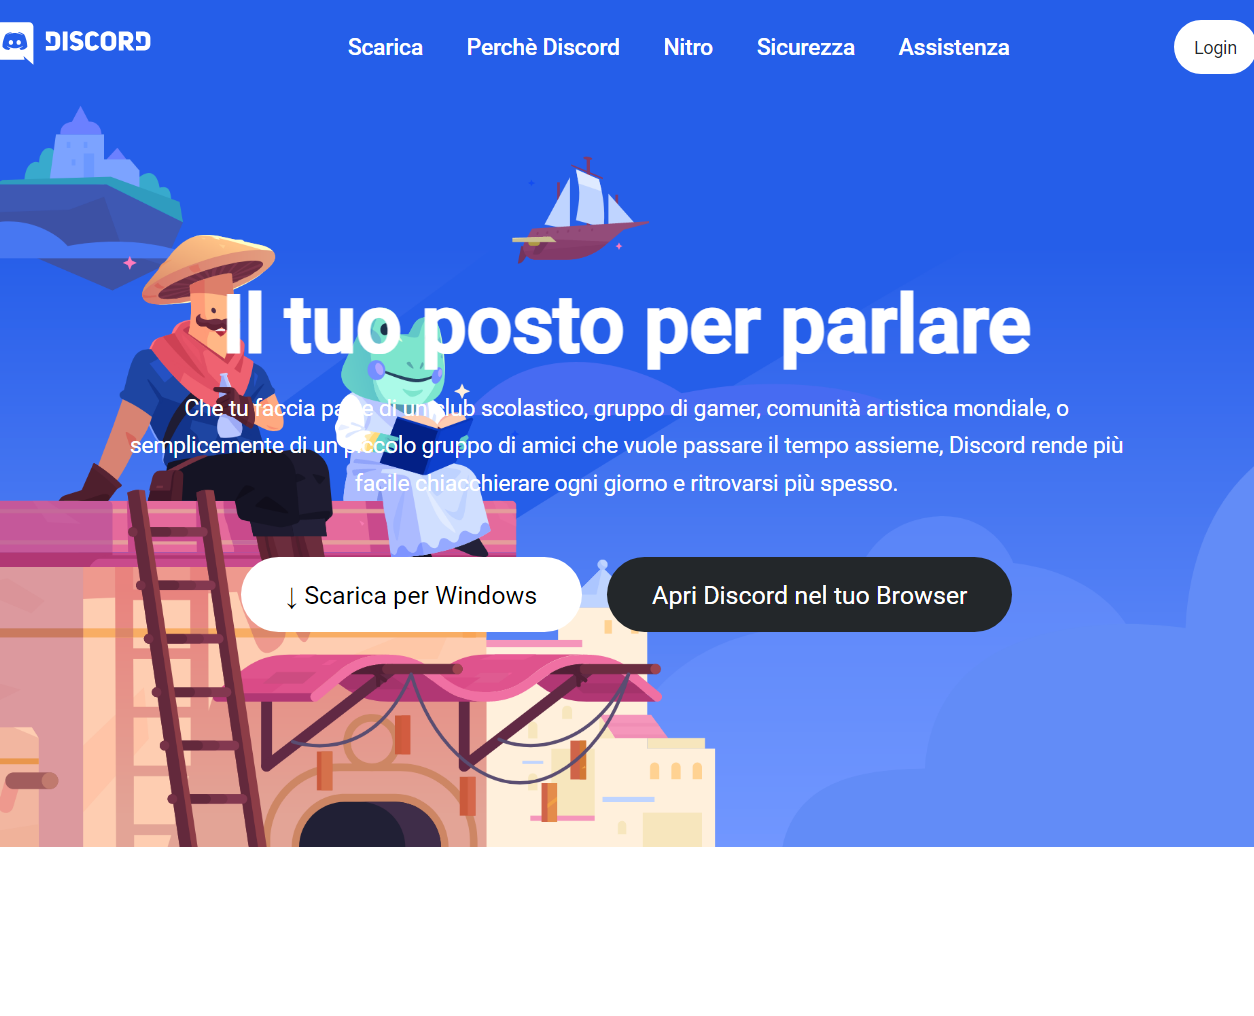 DISCORD
Scarica
Perchè Discord
Nitro
Sicurezza
Assistenza
Login
Il tuo posto per parlare
Che tu faccia parte di un club scolastico, gruppo di gamer, comunità artistica mondiale, o
semplicemente di un piccolo gruppo di amici che vuole passare il tempo assieme, Discord rende più
facile chiacchierare ogni giorno e ritrovarsi più spesso.
↓ Scarica per Windows
Apri Discord nel tuo Browser